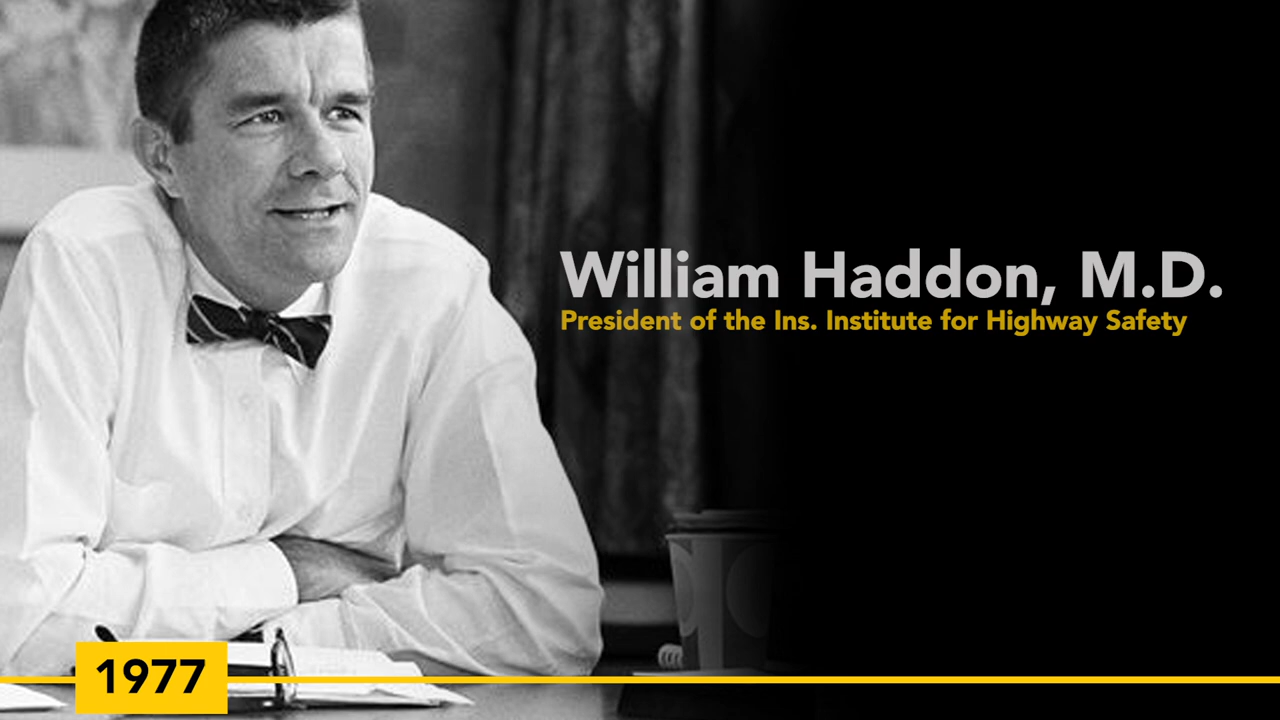 William Haddon, M.D.
President of the Ins. Institute for Highway Safety
1977